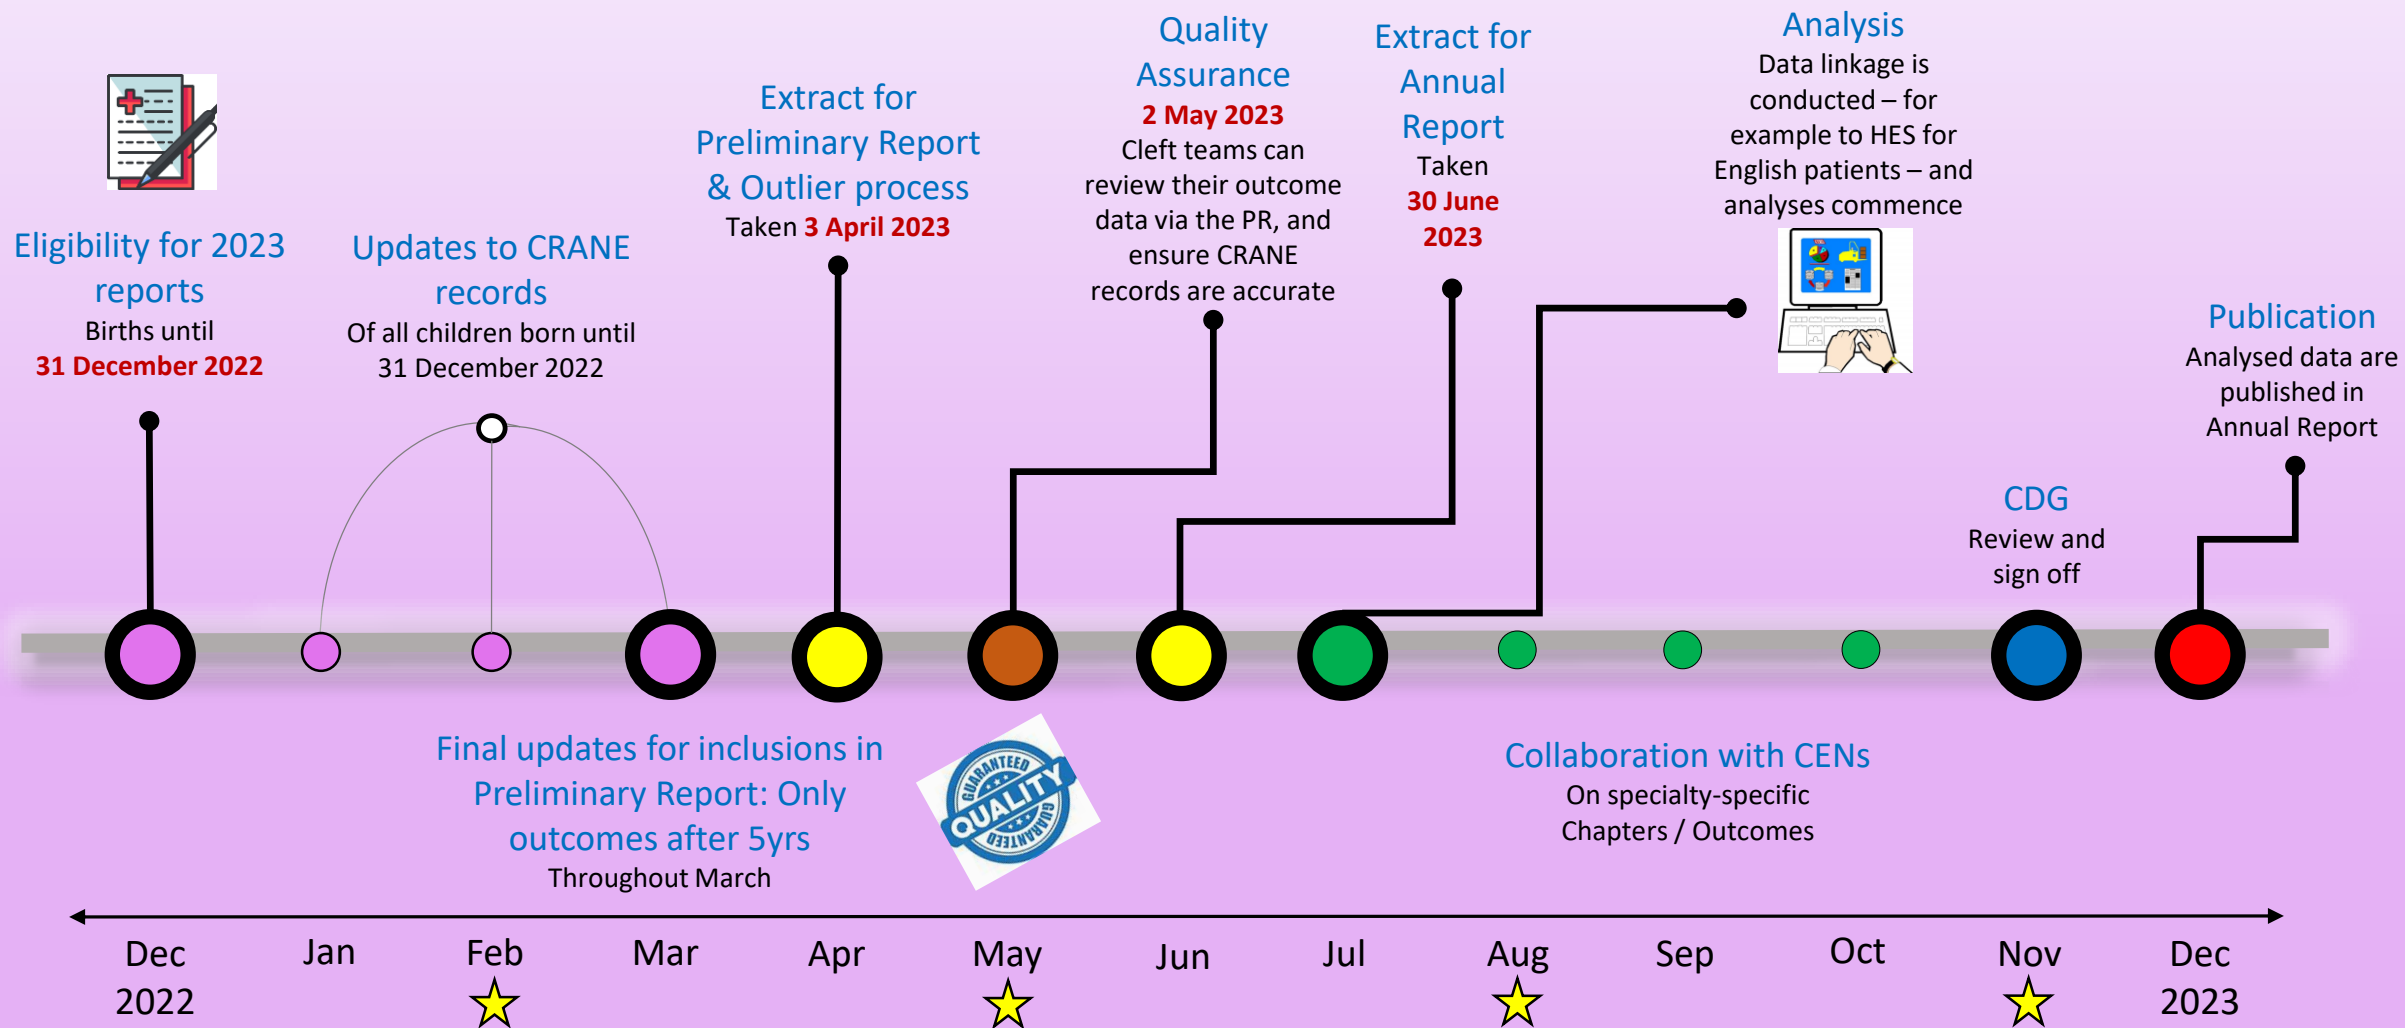 Eligibility for 2023
reports
Births until
31 December 2022
Updates to CRANE
records
Of all children born until
31 December 2022
Extract for
Preliminary Report
& Outlier process
Taken 3 April 2023
Quality
Assurance
2 May 2023
Cleft teams can
review their outcome
data via the PR, and
ensure CRANE
records are accurate
Extract for
Annual
Report
Taken
30 June
2023
Analysis
Data linkage is
conducted – for
example to HES for
English patients – and
analyses commence
Publication
Analysed data are
published in
Annual Report
CDG
Review and
sign off
Final updates for inclusions in
Preliminary Report: Only
outcomes after 5yrs
Throughout March
GUARANTEED
QUALITY
GUARANTEED
Collaboration with CENs
On specialty-specific
Chapters / Outcomes
Dec
2022
Jan
Feb
Mar
Apr
May
Jun
Jul
Aug
Sep
Oct
Nov
Dec
2023